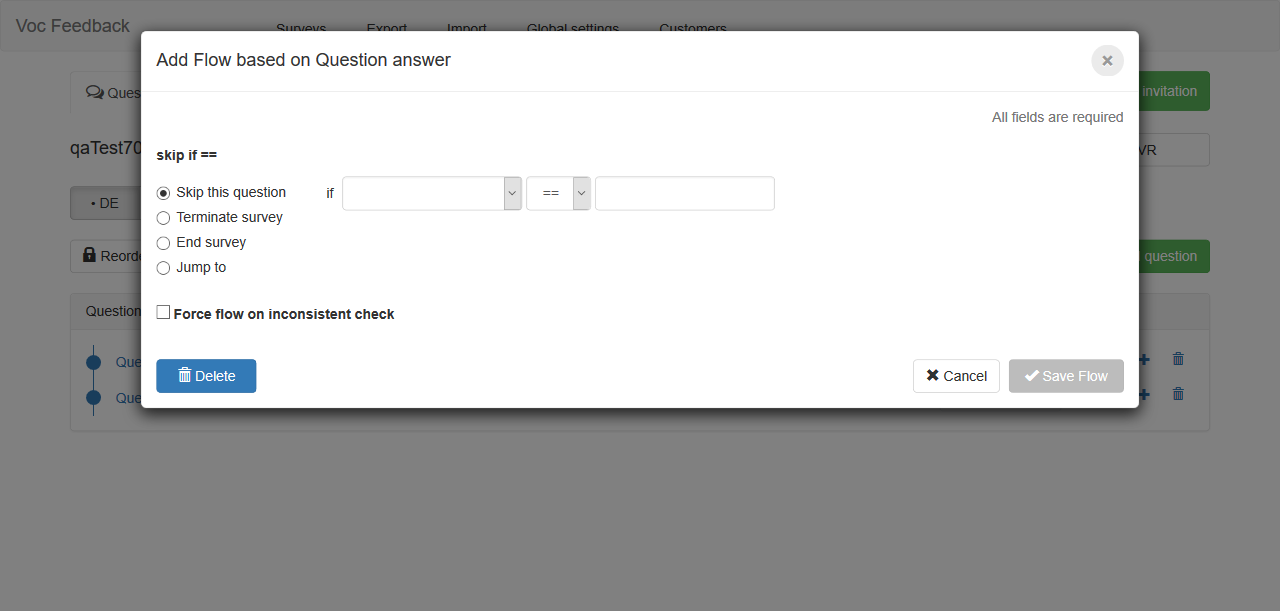 Voc Feedback
Surveys Export Import Global settings Customers
Add Flow based on Question answer
Ques
invitation
All fields are required
qaTest70
VR
skip if ==
Skip this question if ==
• DE
Terminate survey
End survey
Reorde
question
Jump to
Question
Force flow on inconsistent check
Que
Delete Cancel Save Flow
Que